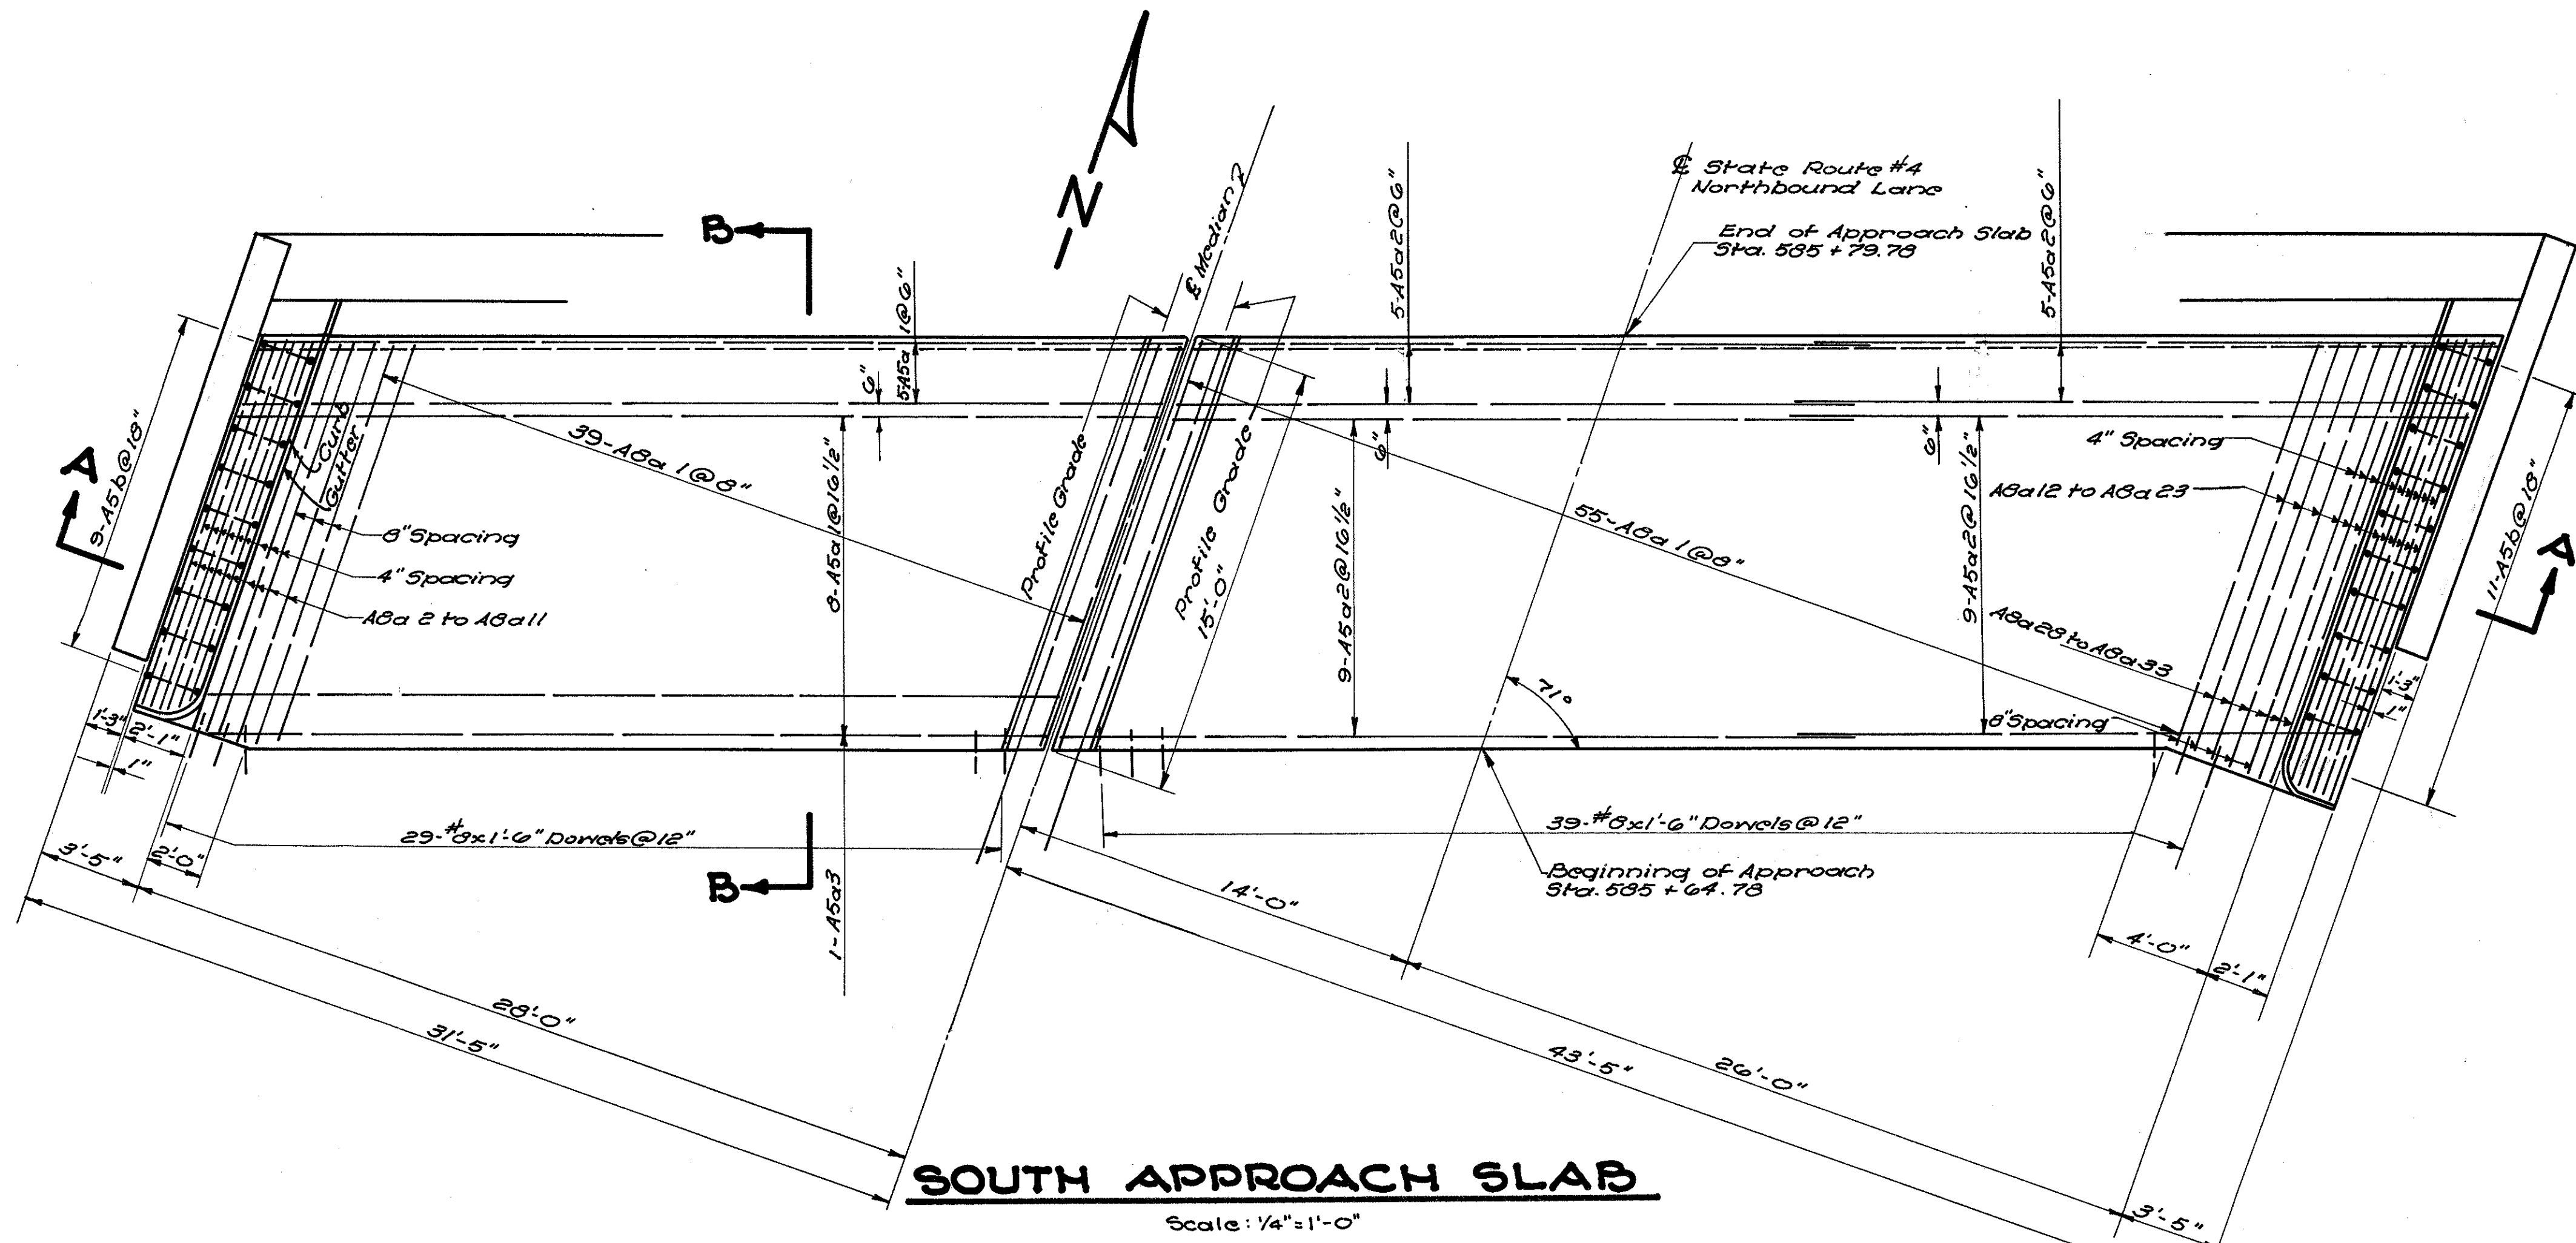 N
℄ Median
℄ State Route #4
Northbound Lane
End of Approach Slab
Sta. 585 + 79.78
B
5A5a 1@6"
5-A5a2@6"
5-A5a2@6"
6"
6"
6"
A
9-A5b@18"
Curb
Gutter
39-A8a 1@8"
8-A5a1@16½"
8" Spacing
4" Spacing
A8a 2 to A8a11
Profile Grade
Profile Grade
15'-0"
9-A5a2@16½"
55-A8a 1@8"
9-A5a2@16½"
4" Spacing
A8a12 to A8a23
A8a28 to A8a33
8" Spacing
11-A5b@18"
A
71°
1'-3"
2'-1"
1"
1'-3"
1"
29-#8x1'-6" Dowels@12"
39-#8x1'-6" Dowels@12"
3'-5"
2'-0"
B
1-A5a3
Beginning of Approach
Sta. 585 + 64.78
14'-0"
4'-0"
2'-1"
28'-0"
31'-5"
43'-5"
26'-0"
3'-5"
SOUTH APPROACH SLAB
Scale: ¼"=1'-0"